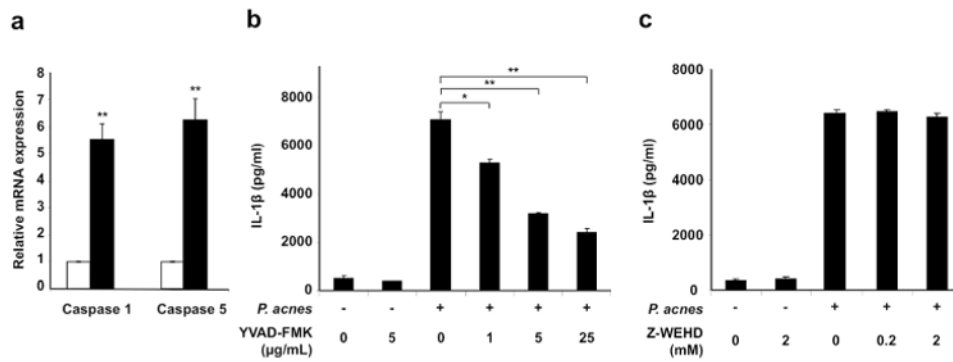 a
Relative mRNA expression
8
7
6
5
4
3
2
1
0
**
**
Caspase 1 Caspase 5
b
IL-1β (pg/ml)
8000
6000
4000
2000
0
**
**
*
P. acnes - - + + + +
YVAD-FMK 0 5 0 1 5 25
(µg/mL)
c
IL-1β (pg/ml)
8000
6000
4000
2000
0
P. acnes - - + + +
Z-WEHD 0 2 0 0.2 2
(mM)